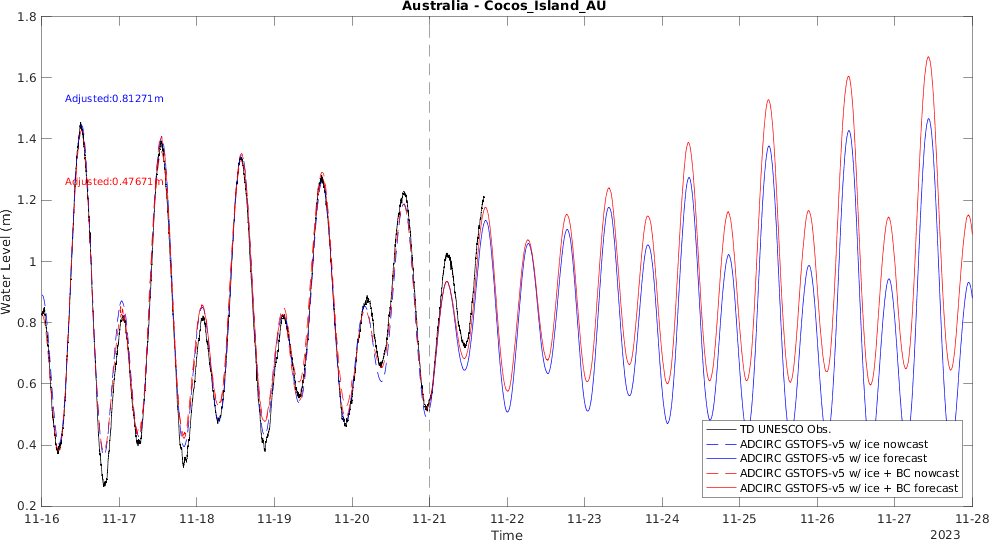 Australia - Cocos_Island_AU
1.8
1.6
1.4
1.2
1
0.8
0.6
0.4
0.2
Water Level (m)
Adjusted:0.81271m
Adjusted:0.47671m
TD UNESCO Obs.
ADCIRC GSTOFS-v5 w/ ice nowcast
ADCIRC GSTOFS-v5 w/ ice forecast
ADCIRC GSTOFS-v5 w/ ice + BC nowcast
ADCIRC GSTOFS-v5 w/ ice + BC forecast
11-16 11-17 11-18 11-19 11-20 11-21 11-22 11-23 11-24 11-25 11-26 11-27 11-28
Time
2023